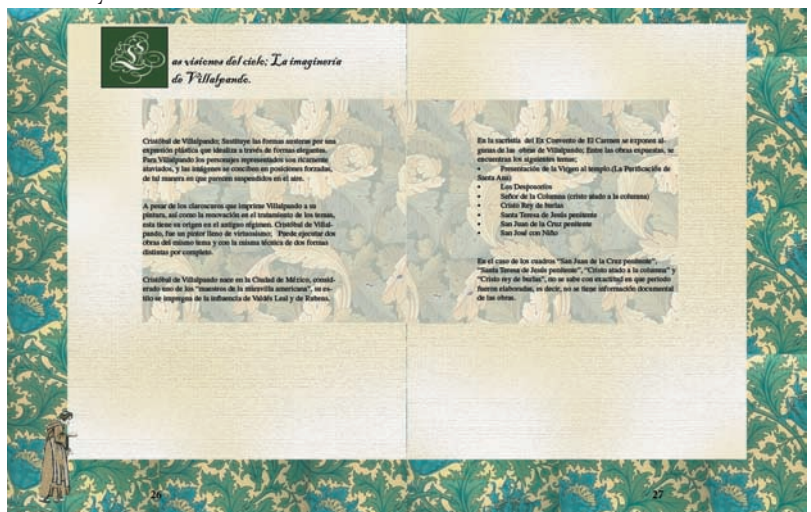 Las visiones del cielo; La imaginería
de Villalpando.
Cristóbal de Villalpando; Sustituye las formas austeras por una
expresión plástica que idealiza a través de formas elegantes.
Para Villalpando los personajes representados son ricamente
ataviados, y las imágenes se conciben en posiciones forzadas,
de tal manera en que parecen suspendidos en el aire.
A pesar de los claroscuros que imprime Villalpando a su
pintura, así como la renovación en el tratamiento de los temas,
esta tiene su origen en el antiguo régimen. Cristóbal de Villal-
pando, fue un pintor lleno de virtuosismo; Puede ejecutar dos
obras del mismo tema y con la misma técnica de dos formas
distintas por completo.
Cristóbal de Villalpando nace en la Ciudad de México, consid-
erado uno de los "maestros de la maravilla americana", su es-
tilo se impregna de la influencia de Valdés Leal y de Rubens.
26
En la sacristía del Ex Convento de El Carmen se exponen al-
gunas de las obras de Villalpando; Entre las obras expuestas, se
encuentran los siguientes temas;
• Presentación de la Virgen al templo.(La Purificación de
Santa Ana)
• Los Desposorios
• Señor de la Columna (cristo atado a la columna)
• Cristo Rey de burlas
• Santa Teresa de Jesús penitente
• San Juan de la Cruz penitente
• San José con Niño
En el caso de los cuadros "San Juan de la Cruz penitente",
"Santa Teresa de Jesús penitente", "Cristo atado a la columna" y
"Cristo rey de burlas", no se sabe con exactitud en que periodo
fueron elaboradas, es decir, no se tiene información documental
de las obras.
27